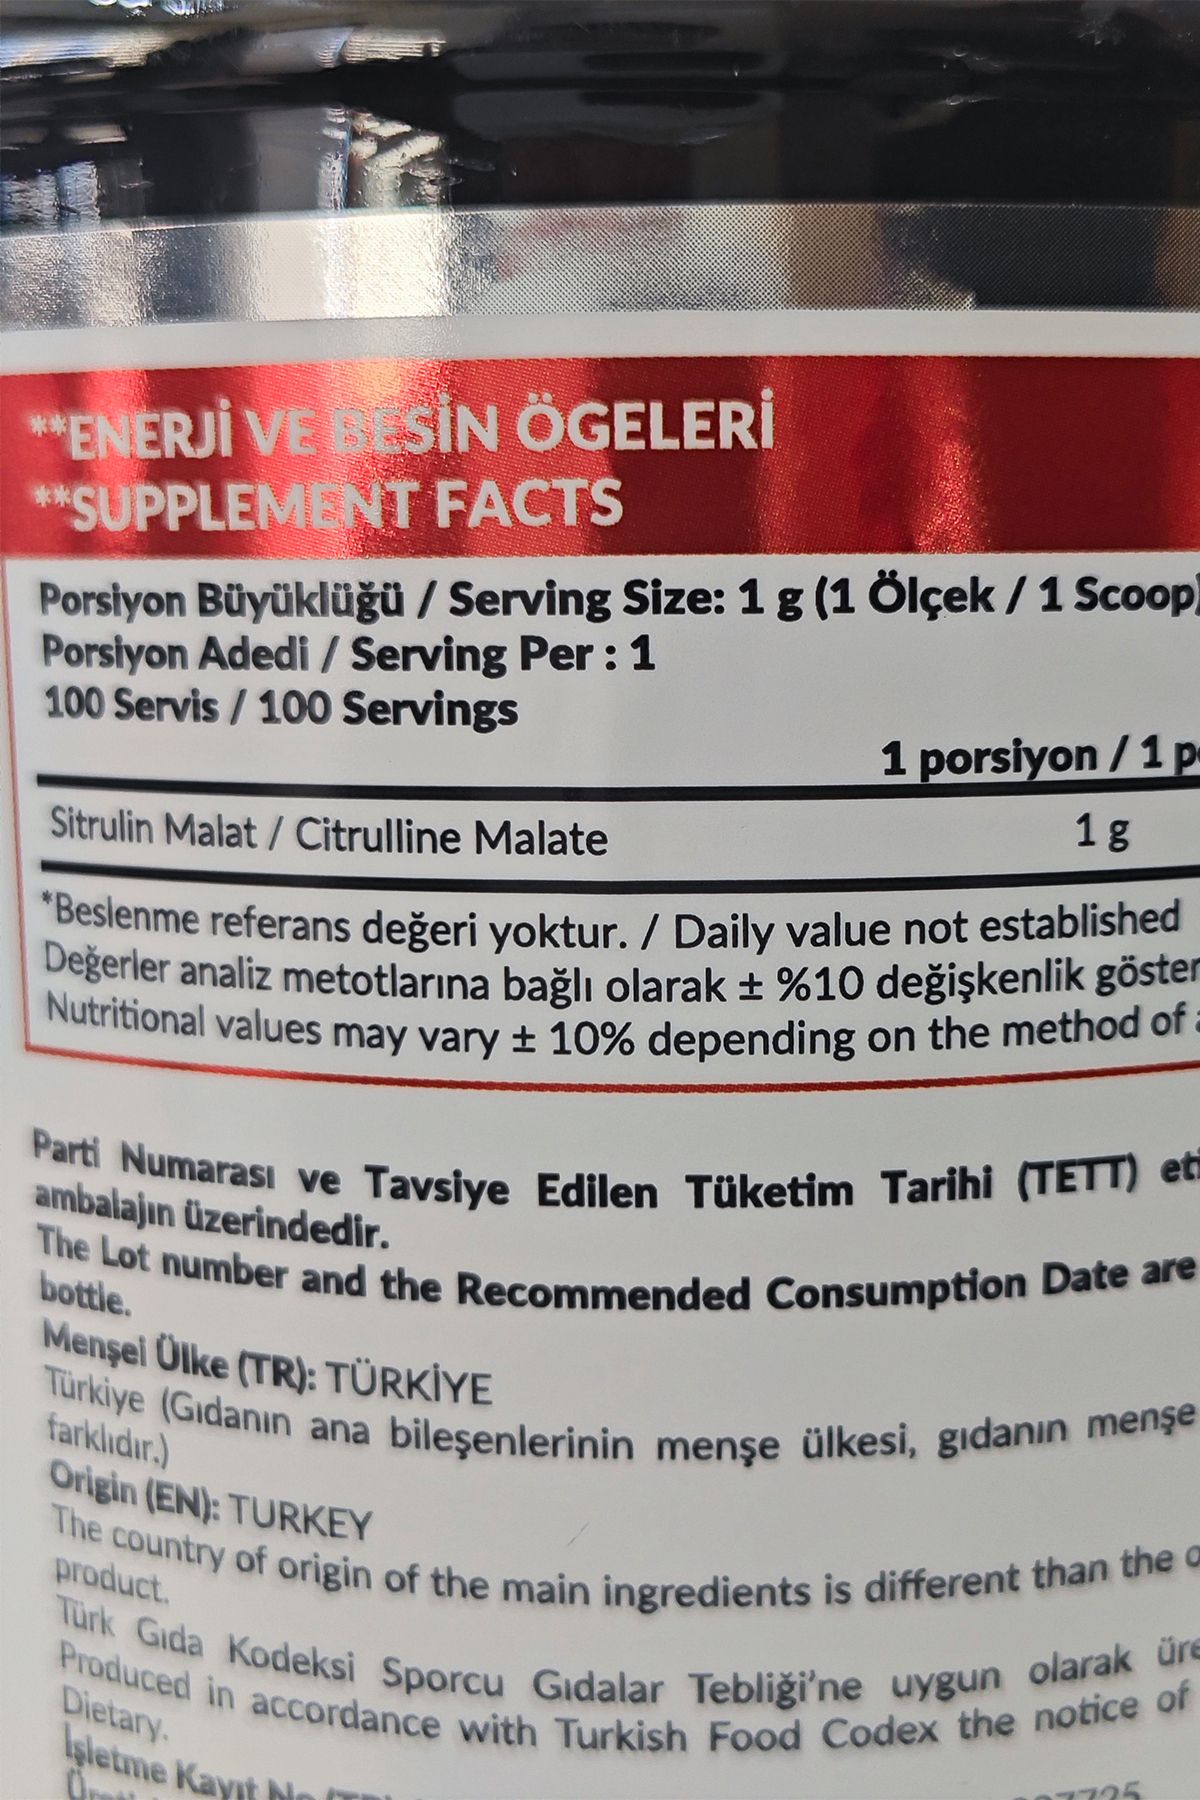 **ENERJİ VE BESİN ÖGELERİ
**SUPPLEMENT FACTS
Porsiyon Büyüklüğü / Serving Size: 1 g (1 Ölçek / 1 Scoop)
Porsiyon Adedi / Serving Per : 1
100 Servis / 100 Servings
1 porsiyon / 1
Sitrulin Malat / Citrulline Malate 1 g
*Beslenme referans değeri yoktur. / Daily value not established
Değerler analiz metotlarına bağlı olarak ± %10 değişkenlik
Nutritional values may vary ± 10% depending on the method of
Parti Numarası ve Tavsiye Edilen Tüketim Tarihi (TETT)
ambalajın üzerindedir.
The Lot number and the Recommended Consumption Date are
bottle.
Menşei Ülke (TR): TÜRKİYE
Türkiye (Gıdanın ana bileşenlerinin menşe ülkesi, gıdanın menşe
farklıdır.)
Origin (EN): TURKEY
The country of origin of the main ingredients is different than the
product.
Türk Gıda Kodeksi Sporcu Gıdalar Tebliği'ne uygun olarak
Produced in accordance with Turkish Food Codex the notice of
Dietary.
İşletme Kayıt No